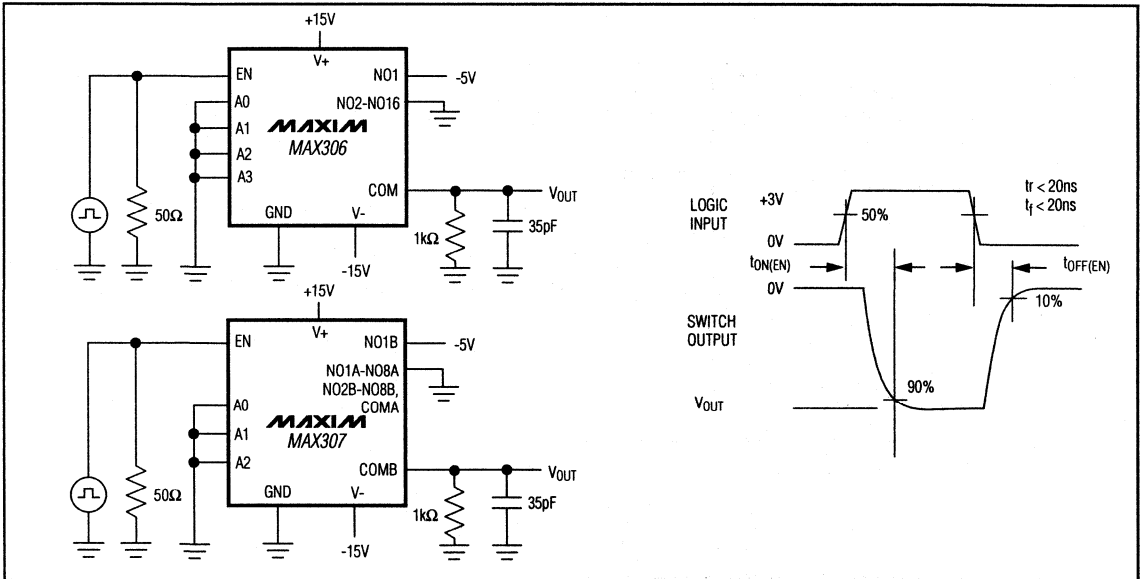 +15V
V+
EN
NO1
-5V
A0
NO2-NO16
A1
MAXIM
MAX306
A2
A3
COM
VOUT
50Ω
GND
V-
1kΩ
35pF
-15V
+15V
V+
EN
NO1B
-5V
NO1A-NO8A
NO2B-NO8B,
COMA
A0
MAXIM
A1
MAX307
A2
COMB
VOUT
50Ω
GND
V-
1kΩ
35pF
-15V
LOGIC
INPUT
+3V
50%
0V
tr < 20ns
tf < 20ns
tON(EN)
tOFF(EN)
0V
10%
SWITCH
OUTPUT
90%
VOUT